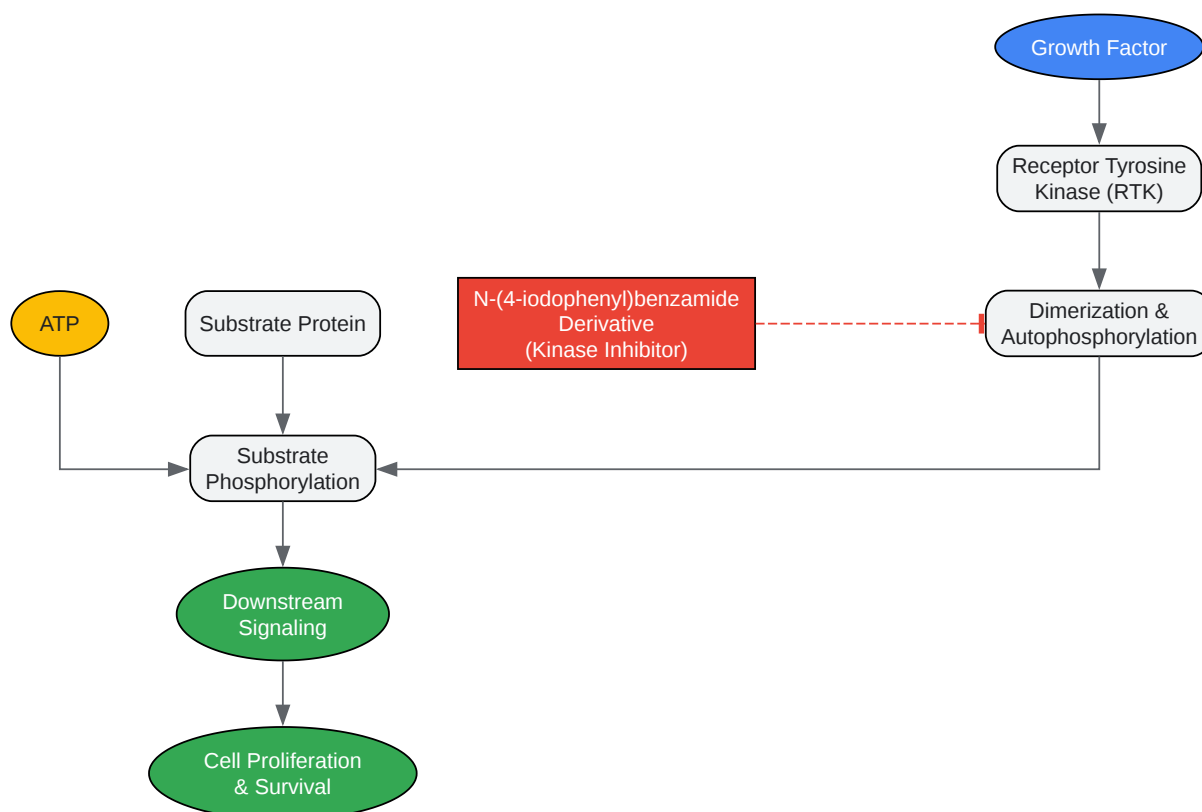 Growth Factor
Receptor Tyrosine
Kinase (RTK)
ATP
Substrate Protein
N-(4-iodophenyl)benzamide
Derivative
(Kinase Inhibitor)
Dimerization &
Autophosphorylation
Substrate
Phosphorylation
Downstream
Signaling
Cell Proliferation
& Survival